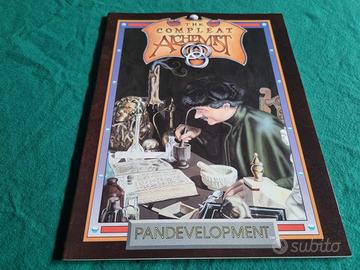 THE
COMPLEAT
ALCHEMIST
PANDEVELOPMENT
subito